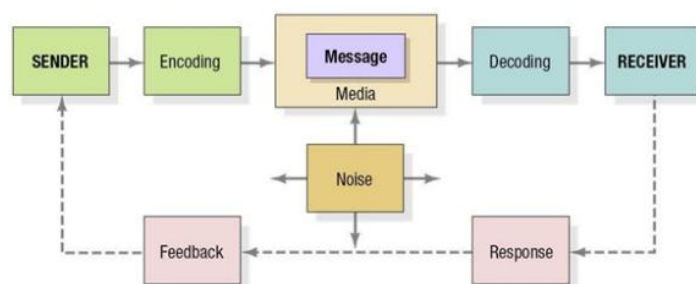 SENDER
Encoding
Message
Media
Decoding
RECEIVER
Noise
Feedback
Response